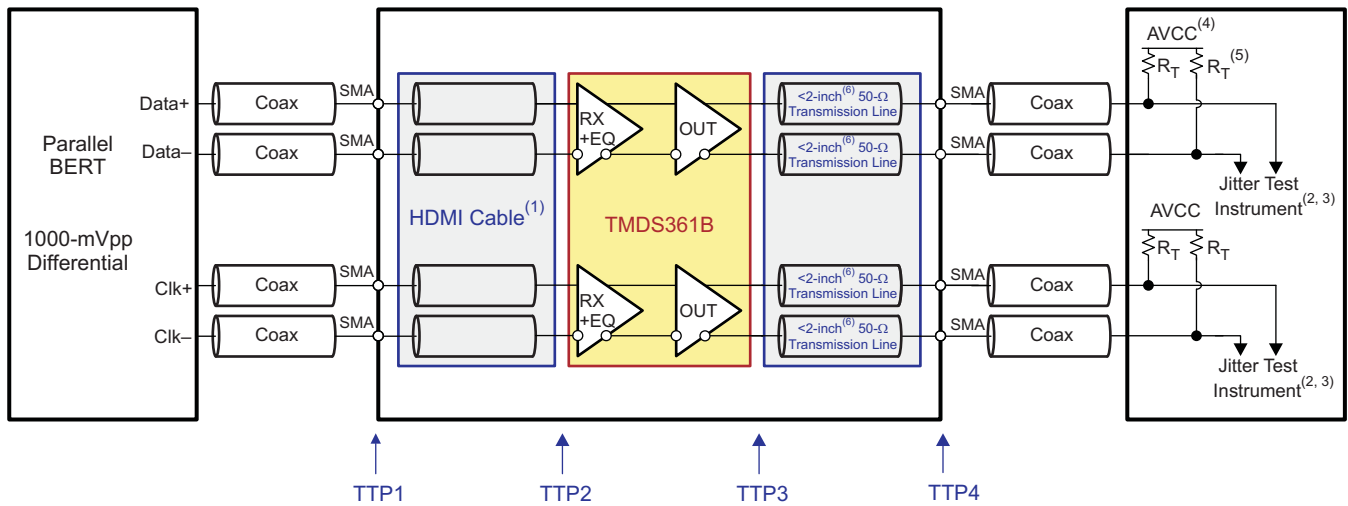 Parallel
BERT
1000-mVpp
Differential
Data+
Data–
Clk+
Clk–
Coax
Coax
Coax
Coax
SMA
SMA
SMA
SMA
HDMI Cable(1)
RX
+EQ
OUT
TMDS361B
RX
+EQ
OUT
<2-inch(6) 50-Ω
Transmission Line
<2-inch(6) 50-Ω
Transmission Line
<2-inch(6) 50-Ω
Transmission Line
<2-inch(6) 50-Ω
Transmission Line
SMA
SMA
SMA
SMA
Coax
Coax
Coax
Coax
AVCC(4)
RT
RT(5)
Jitter Test
Instrument(2, 3)
AVCC
RT
RT
Jitter Test
Instrument(2, 3)
TTP1
TTP2
TTP3
TTP4